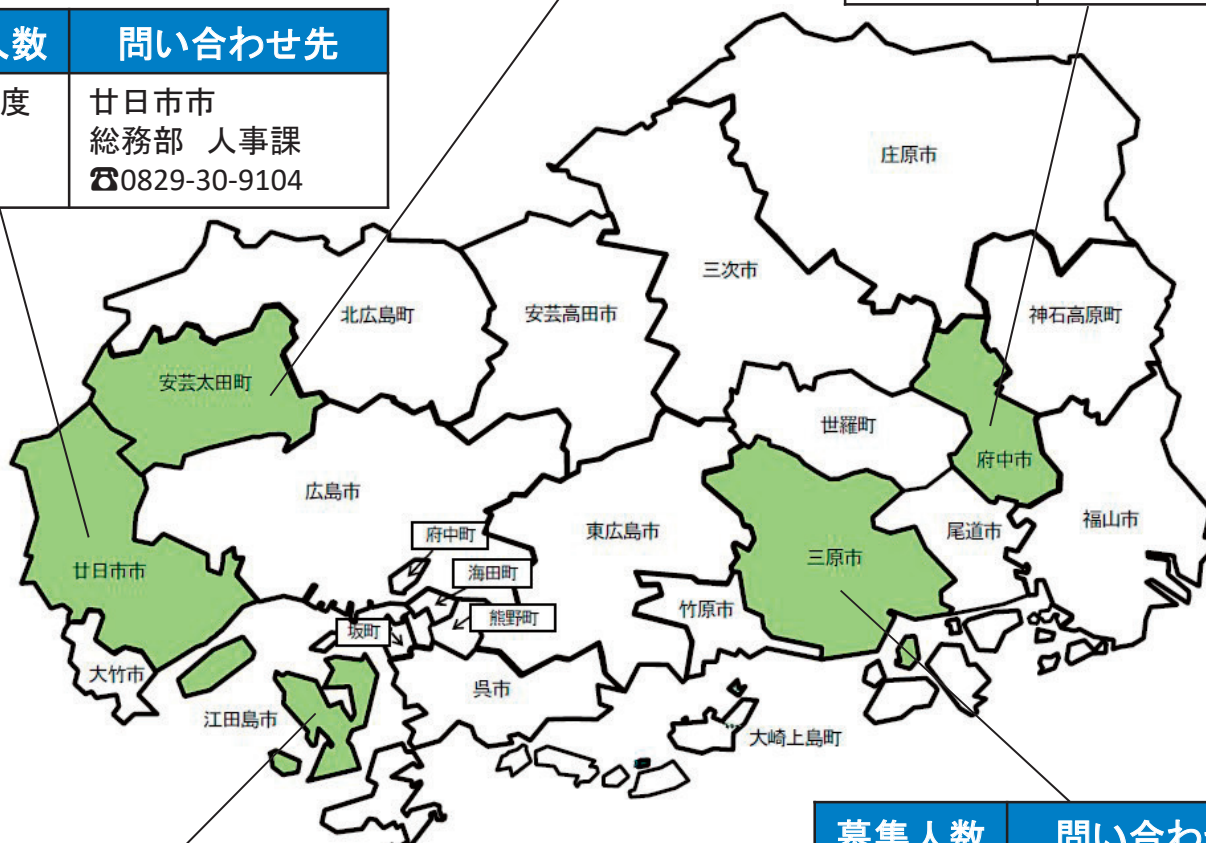 人数 問い合わせ先
度
廿日市市
総務部 人事課
☎0829-30-9104
庄原市
三次市
北広島町
安芸高田市
神石高原町
安芸太田町
世羅町
府中市
広島市
東広島市
尾道市
福山市
府中町
三原市
廿日市市
海田町
竹原市
熊野町
坂町
大竹市
呉市
江田島市
大崎上島町
募集人数 問い合わせ